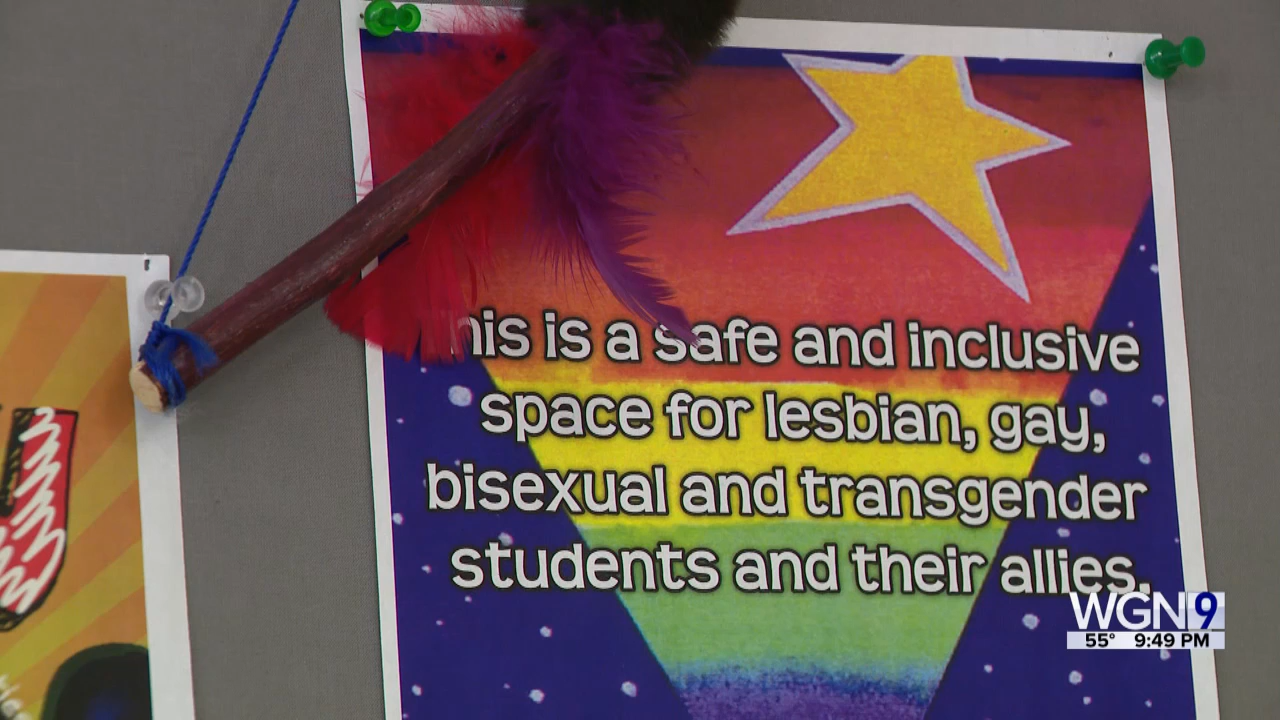 his is a safe and inclusive
space for lesbian, gay,
bisexual and transgender
students and their allies.
WGN9
55° 9:49 PM